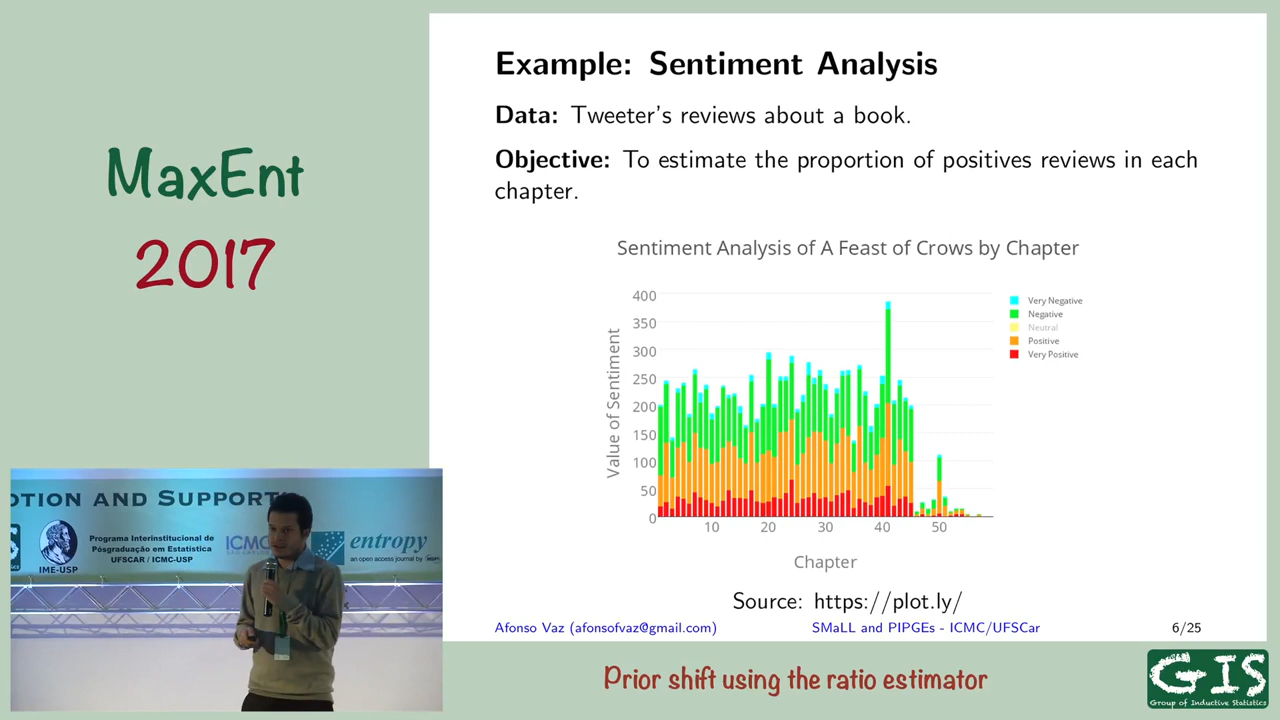 MaxEnt
2017
Example: Sentiment Analysis
Data: Tweeter's reviews about a book.
Objective: To estimate the proportion of positives reviews in each
chapter.
Sentiment Analysis of A Feast of Crows by Chapter
Value of Sentiment
400
350
300
250
200
150
100
50
0
10 20 30 40 50
Chapter
Very Negative
Negative
Neutral
Positive
Very Positive
Source: https://plot.ly/
Afonso Vaz (afonsofvaz@gmail.com) SMaLL and PIPGEs - ICMC/UFSCar 6/25
OTION AND SUPPORT
IME-USP
Programa Interinstitucional de
Pósgraduação em Estatística
UFSCAR / ICMC-USP
ICMC
SÃO CARLOS
entropy
an open access journal by
Prior shift using the ratio estimator
GIS
Group of Inductive Statistics